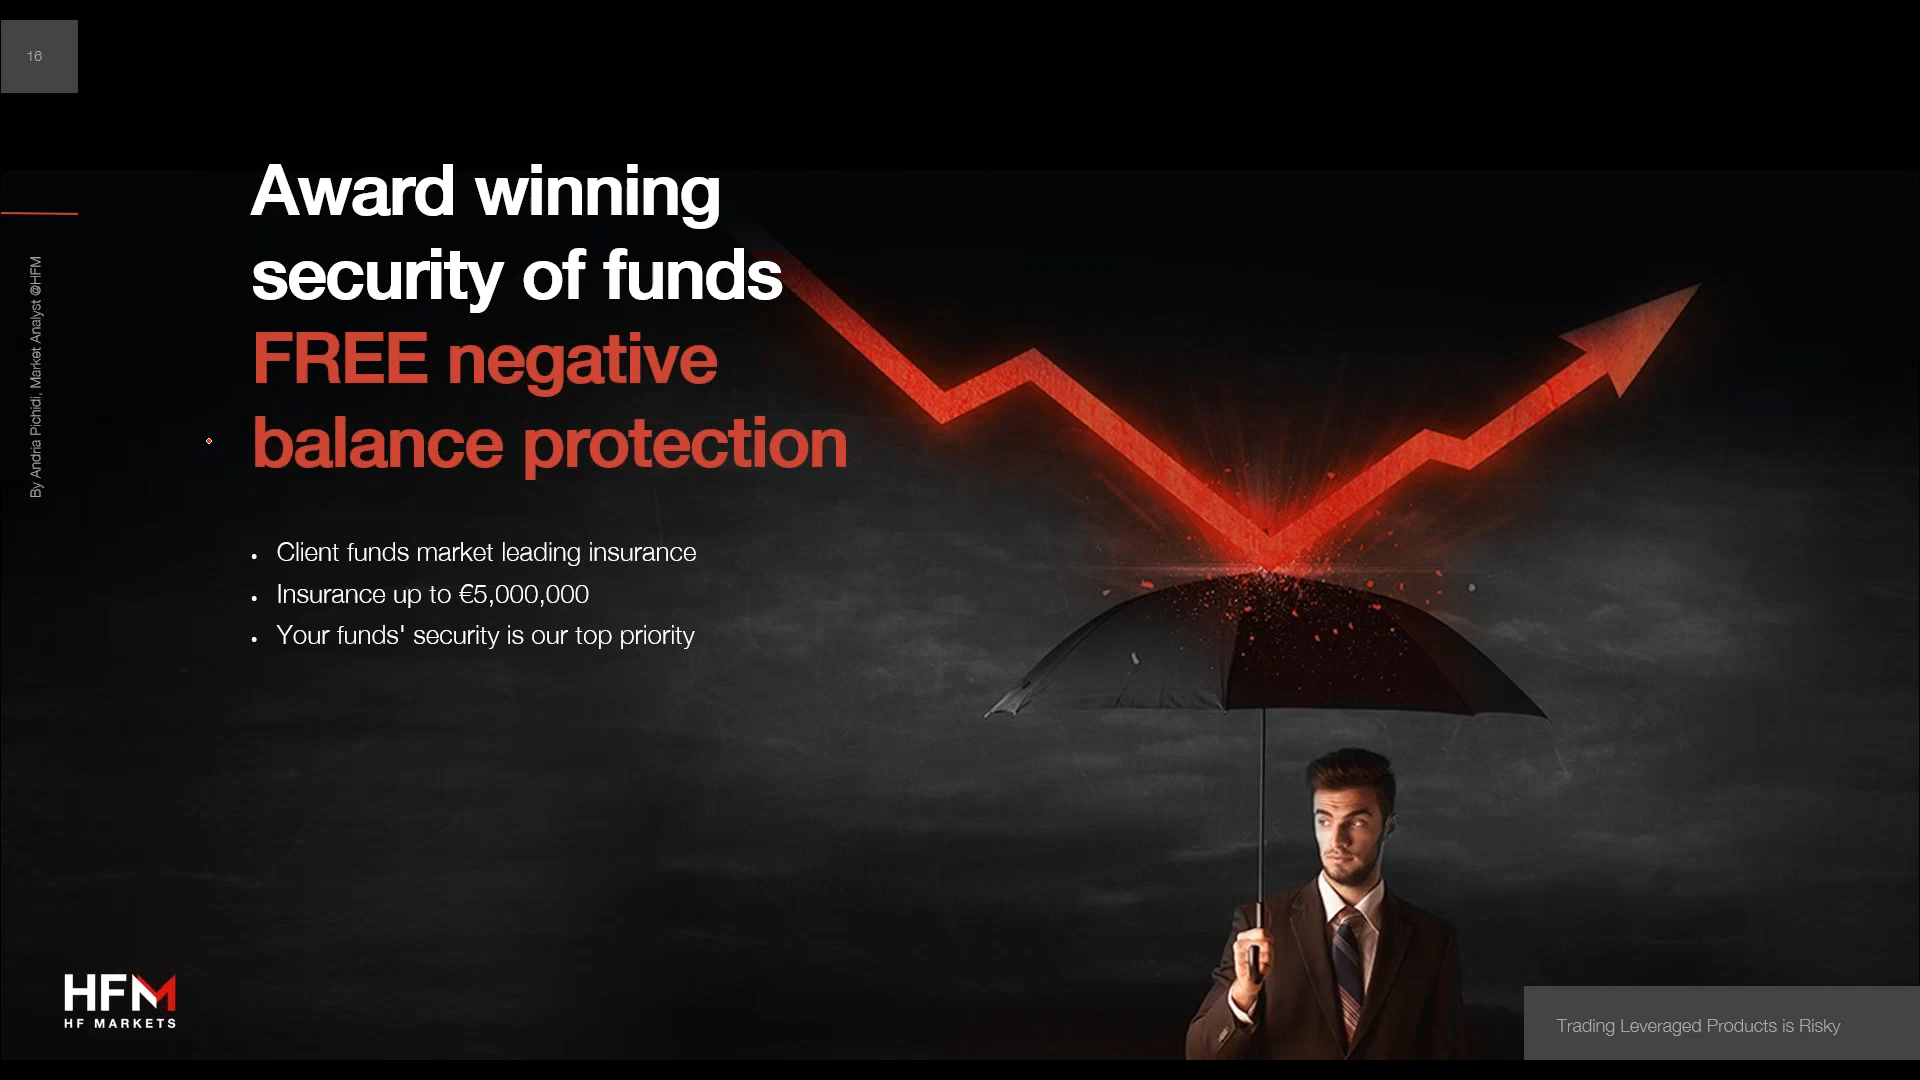 16
By Andria Pichidi, Market Analyst @HFM
Award winning
security of funds
FREE negative
balance protection
• Client funds market leading insurance
• Insurance up to €5,000,000
• Your funds' security is our top priority
HFM
HF MARKETS
Trading Leveraged Products is Risky